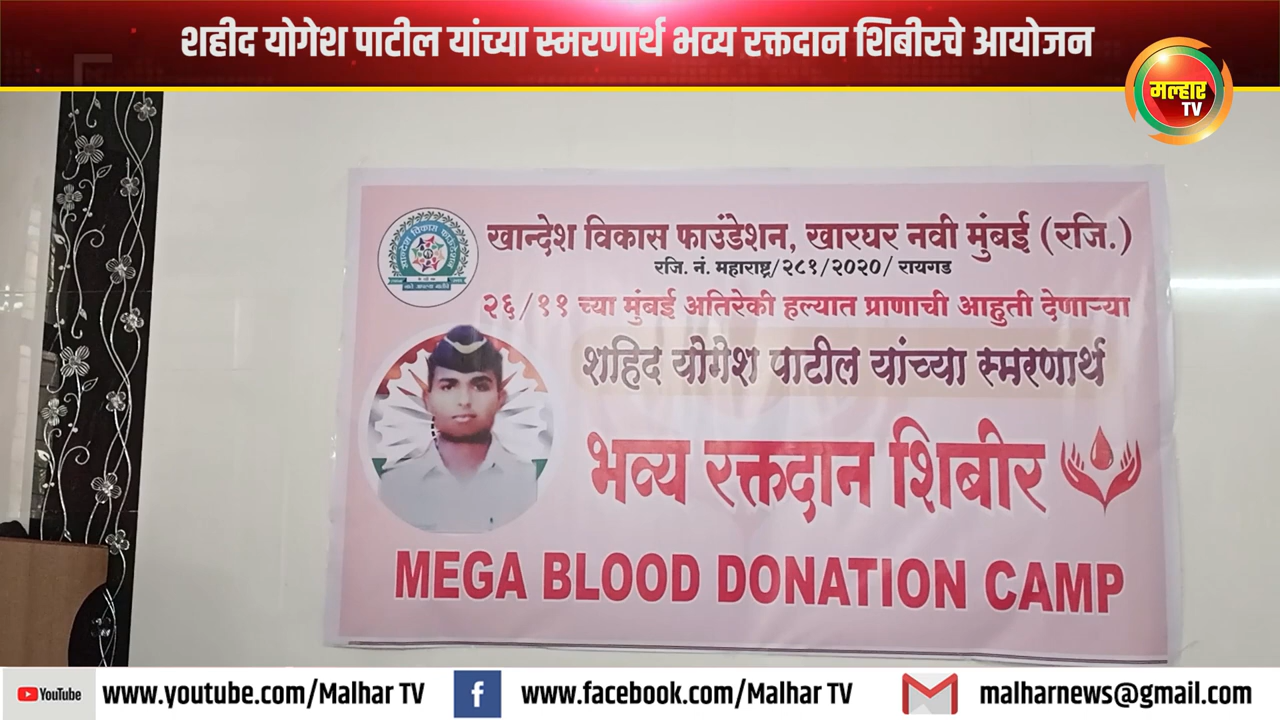 शहीद योगेश पाटील यांच्या स्मरणार्थ भव्य रक्तदान शिबीरचे आयोजन
मल्हार
TV
खान्देश विकास फाउंडेशन, खारघर नवी मुंबई (रजि.)
रजि. नं. महाराष्ट्र/२८१/२०२०/ रायगड
२६/११ च्या मुंबई अतिरेकी हल्यात प्राणाची आहुती देणाऱ्या
शहिद योगेश पाटील यांच्या स्मरणार्थ
भव्य रक्तदान शिबीर
MEGA BLOOD DONATION CAMP
YouTube www.youtube.com/Malhar TV f www.facebook.com/Malhar TV malharnews@gmail.com